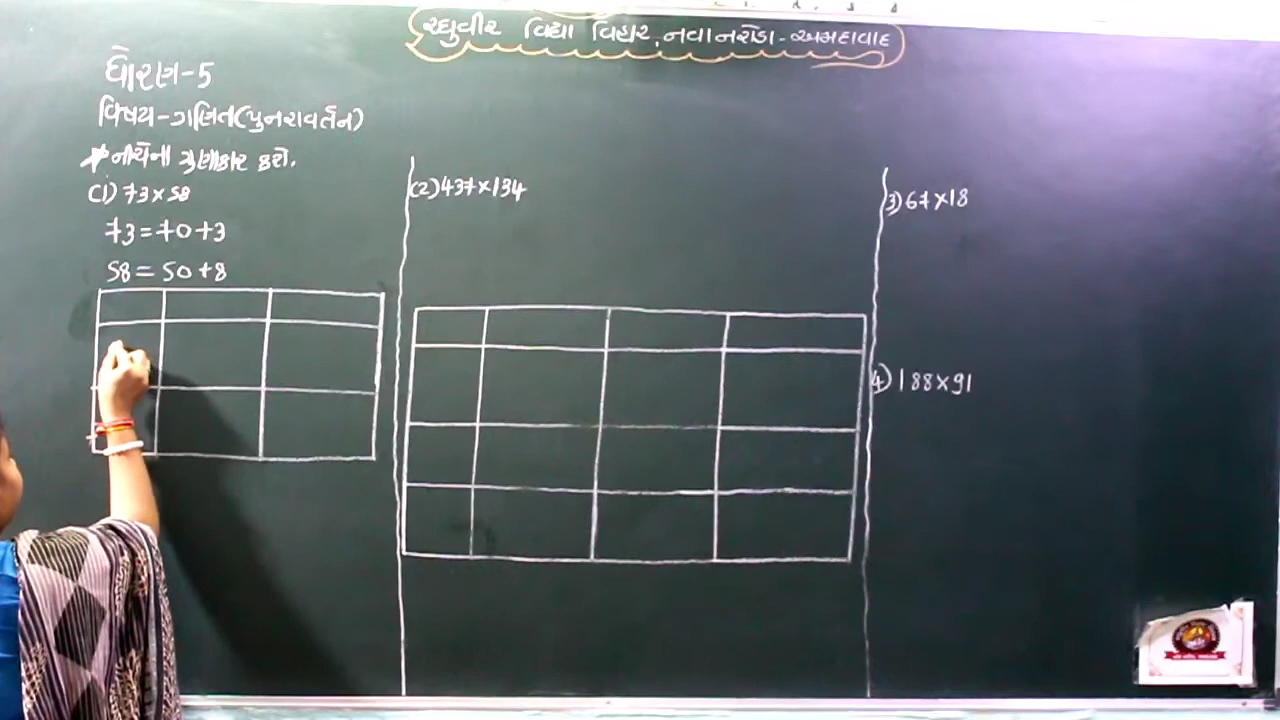 રઘુવીર વિદ્યા વિહાર, નવાનરોડા - અમદાવાદ
ધોરણ-5
વિષય-ગણિત(પુનરાવર્તન)
* નીચેના ગુણાકાર કરો.
(1) 73×58
73=70+3
58=50+8
(2) 437×134
3) 67×18
4) 188×91